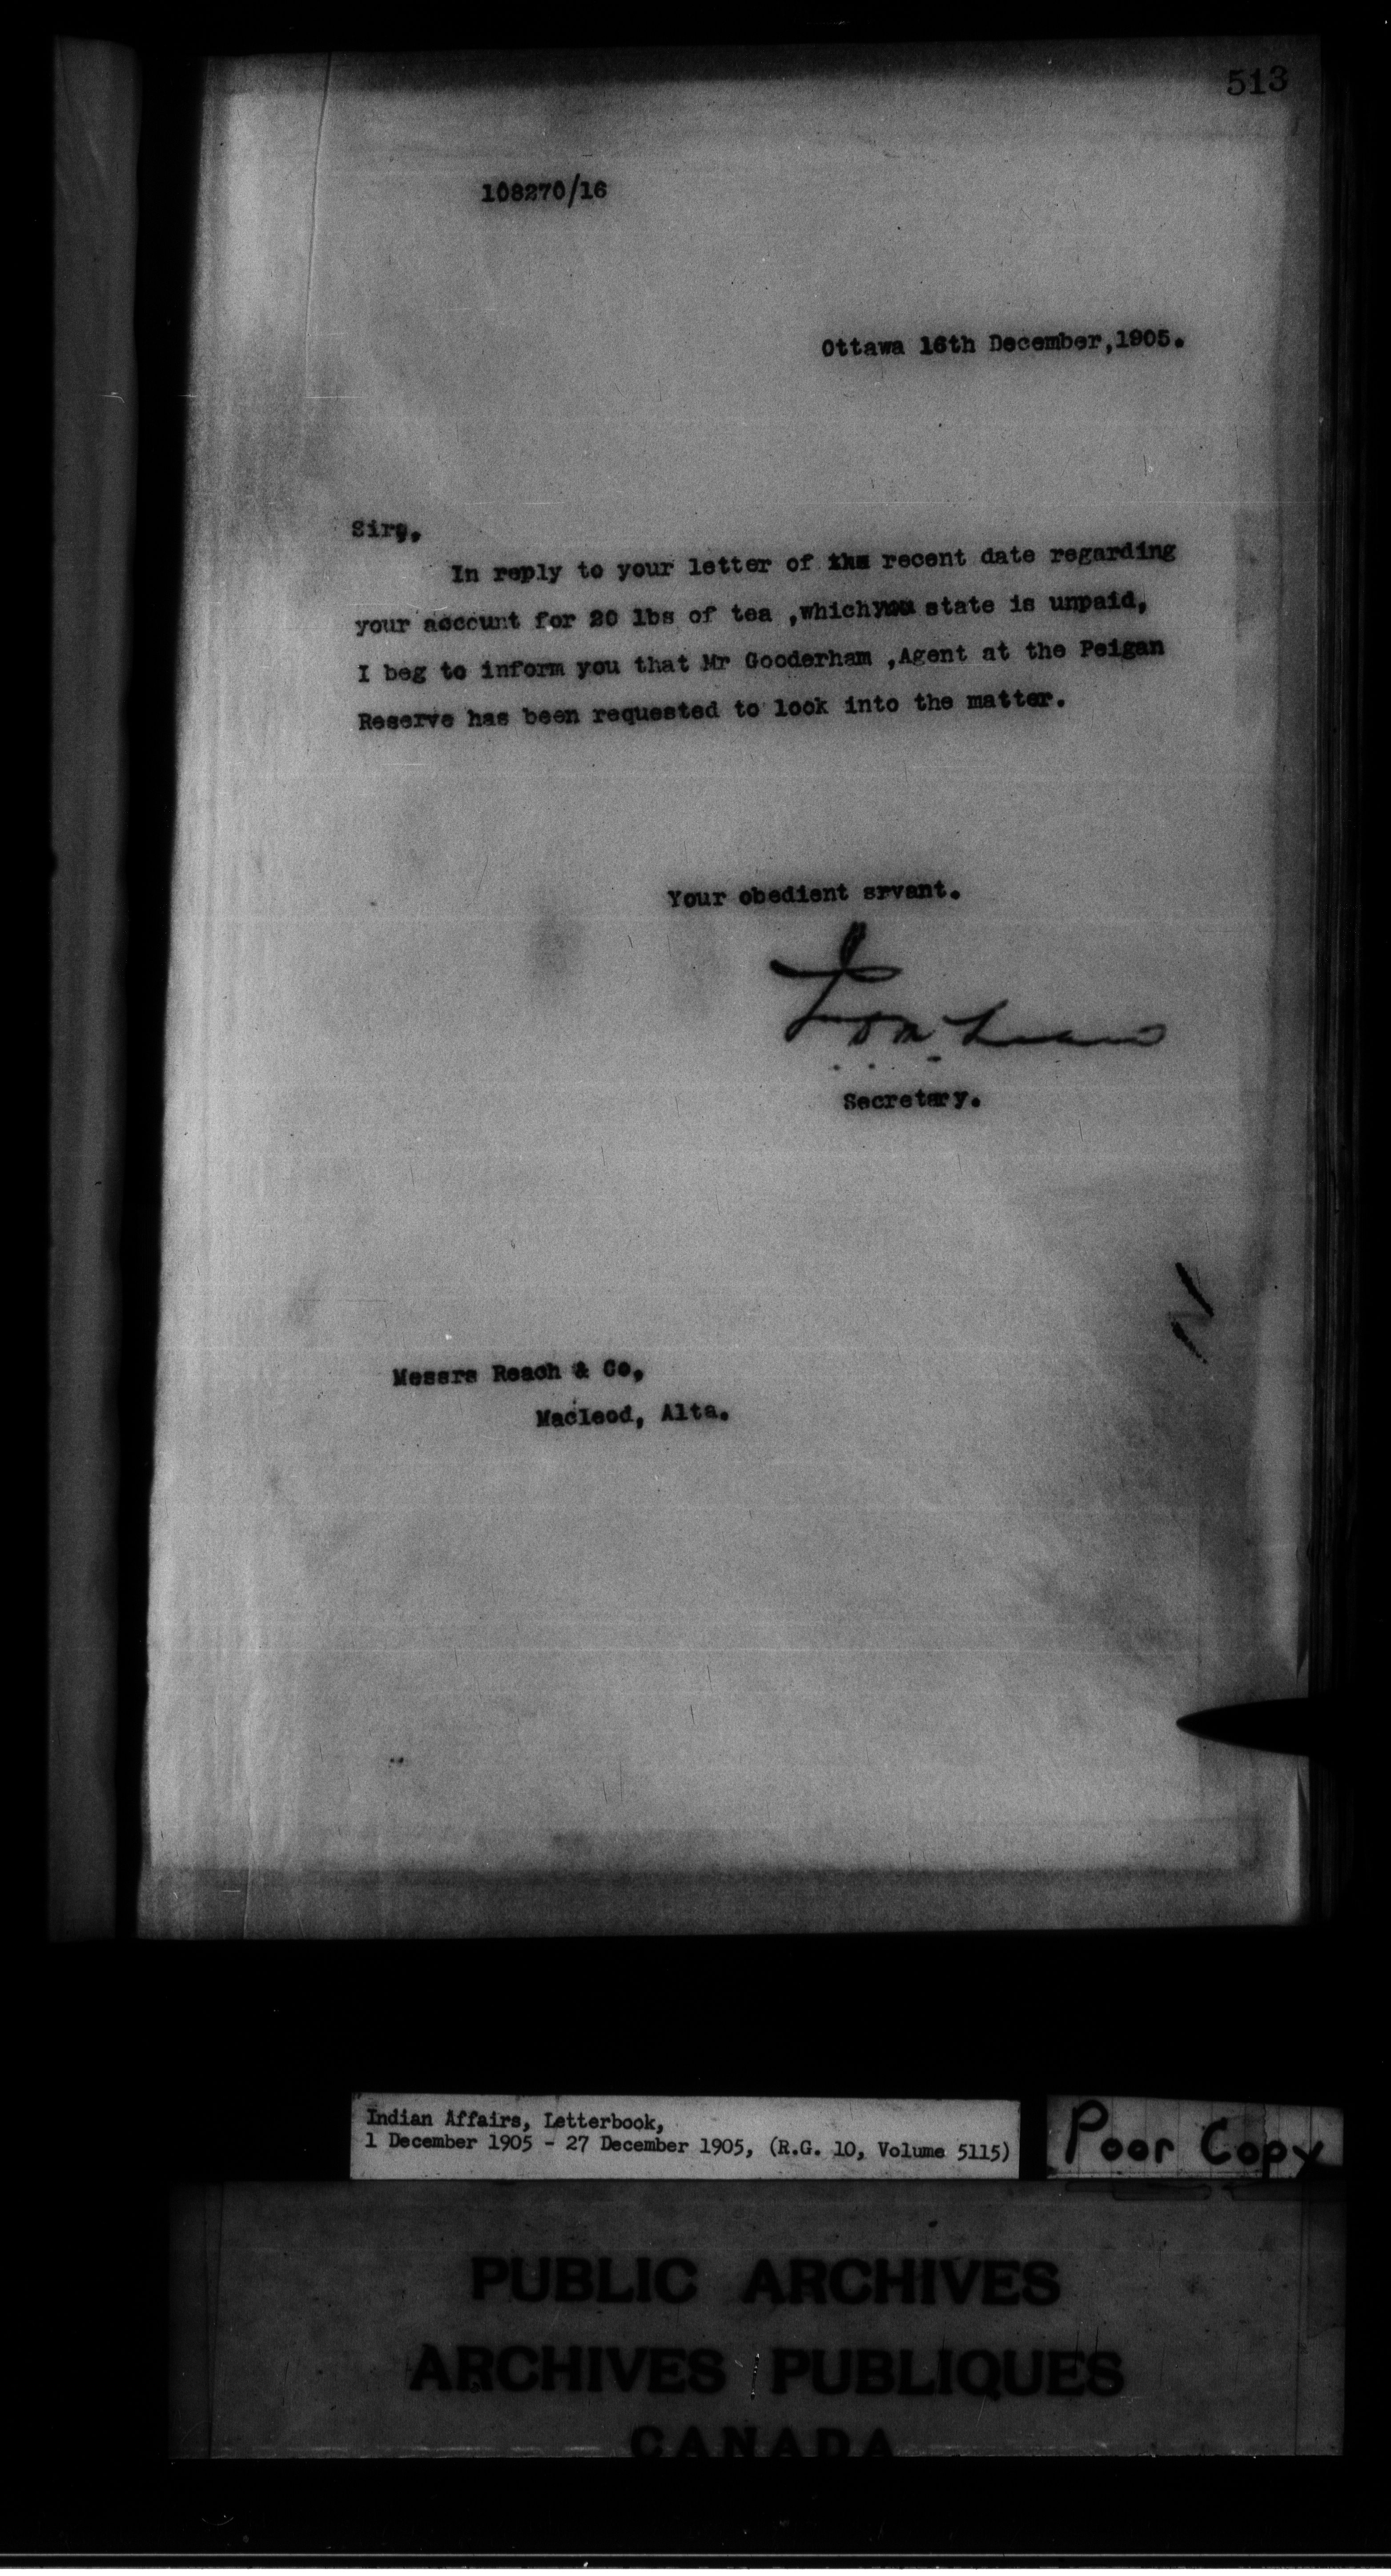 513
108270/16
Ottawa 16th December,1905.
Sirs.
In reply to your letter of the recent date regarding
your account for 20 lbs of tea ,whichyou state is unpaid,
I beg to inform you that Mr Gooderham ,Agent at the Peigan
Reserve has been requested to look into the matter.
Your obedient srvant.
Secretary.
Messrs Reach & Co,
Macleod, Alta.
Indian Affairs, Letterbook,
1 December 1905 - 27 December 1905, (R.G. 10, Volume 5115)
Poor Copy
PUBLIC ARCHIVES
ARCHIVES PUBLIQUES
CANADA